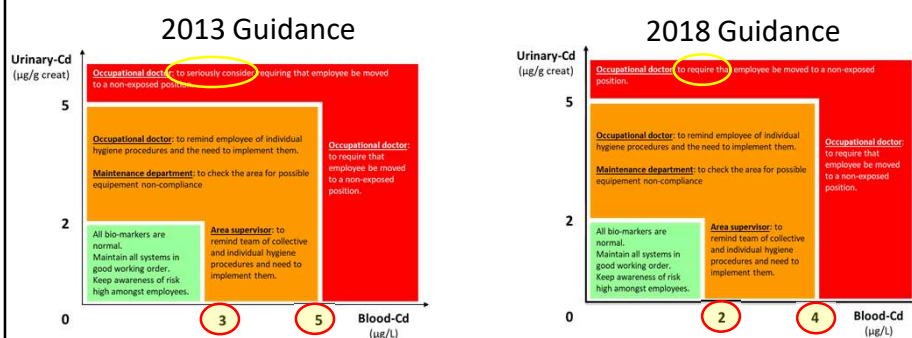 2013 Guidance
Urinary-Cd
(µg/g creat)
Occupational doctor: to seriously consider requiring that employee be moved
to a non-exposed position.
5
Occupational doctor: to remind employee of individual
hygiene procedures and the need to implement them.
Maintenance department: to check the area for possible
equipement non-compliance
Occupational doctor:
to require that
employee be moved
to a non-exposed
position.
2
All bio-markers are
normal.
Maintain all systems in
good working order.
Keep awareness of risk
high amongst employees.
Area supervisor: to
remind team of collective
and individual hygiene
procedures and need to
implement them.
0
3
5
Blood-Cd
(µg/L)
2018 Guidance
Urinary-Cd
(µg/g creat)
Occupational doctor: to require that employee be moved to a non-exposed
position.
5
Occupational doctor: to remind employee of individual
hygiene procedures and the need to implement them.
Maintenance department: to check the area for possible
equipement non-compliance
Occupational doctor:
to require that
employee be moved
to a non-exposed
position.
2
All bio-markers are
normal.
Maintain all systems in
good working order.
Keep awareness of risk
high amongst employees.
Area supervisor: to
remind team of collective
and individual hygiene
procedures and need to
implement them.
0
2
4
Blood-Cd
(µg/L)